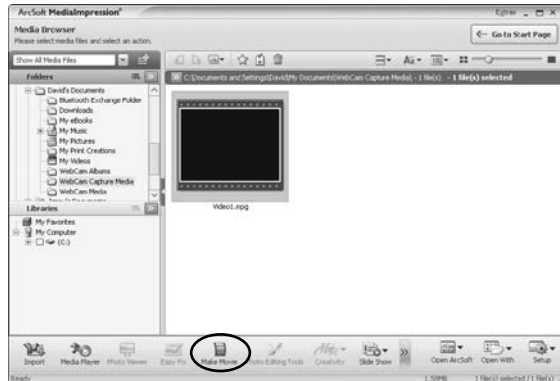 ArcSoft MediaImpression®
Extras
Media Browser
Please select media files and select an action.
Go to Start Page
Show All Media Files
Folders
C:\Documents and Settings\David\My Documents\WebCam Capture Media\ - 1 file(s) - 1 file(s) selected
David's Documents
Bluetooth Exchange Folder
Downloads
My eBooks
My Music
My Pictures
My Print Creations
My Videos
WebCam Albums
WebCam Capture Media
WebCam Media
Video1.mpg
Libraries
My Favorites
My Computer
(C:)
Import Media Player Photo Viewer Easy Fix Make Movie Photo Editing Tools Creativity Slide Show Open ArcSoft Open With Setup
Ready
1 file(s) selected